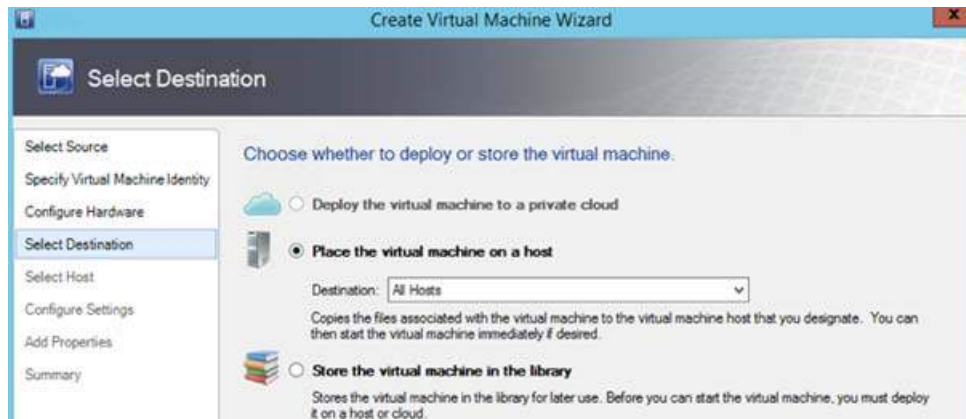 Create Virtual Machine Wizard
x
Select Destination
Select Source
Specify Virtual Machine Identity
Configure Hardware
Select Destination
Select Host
Configure Settings
Add Properties
Summary
Choose whether to deploy or store the virtual machine.
Deploy the virtual machine to a private cloud
Place the virtual machine on a host
Destination: All Hosts
Copies the files associated with the virtual machine to the virtual machine host that you designate. You can
then start the virtual machine immediately if desired.
Store the virtual machine in the library
Stores the virtual machine in the library for later use. Before you can start the virtual machine, you must deploy
it on a host or cloud.